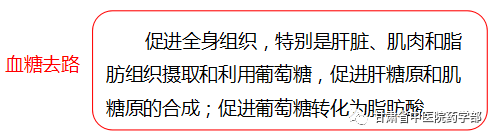 血糖去路
促进全身组织，特别是肝脏、肌肉和脂
肪组织摄取和利用葡萄糖，促进肝糖原和肌
糖原的合成；促进葡萄糖转化为脂肪酸
甘肃省中医院药学部